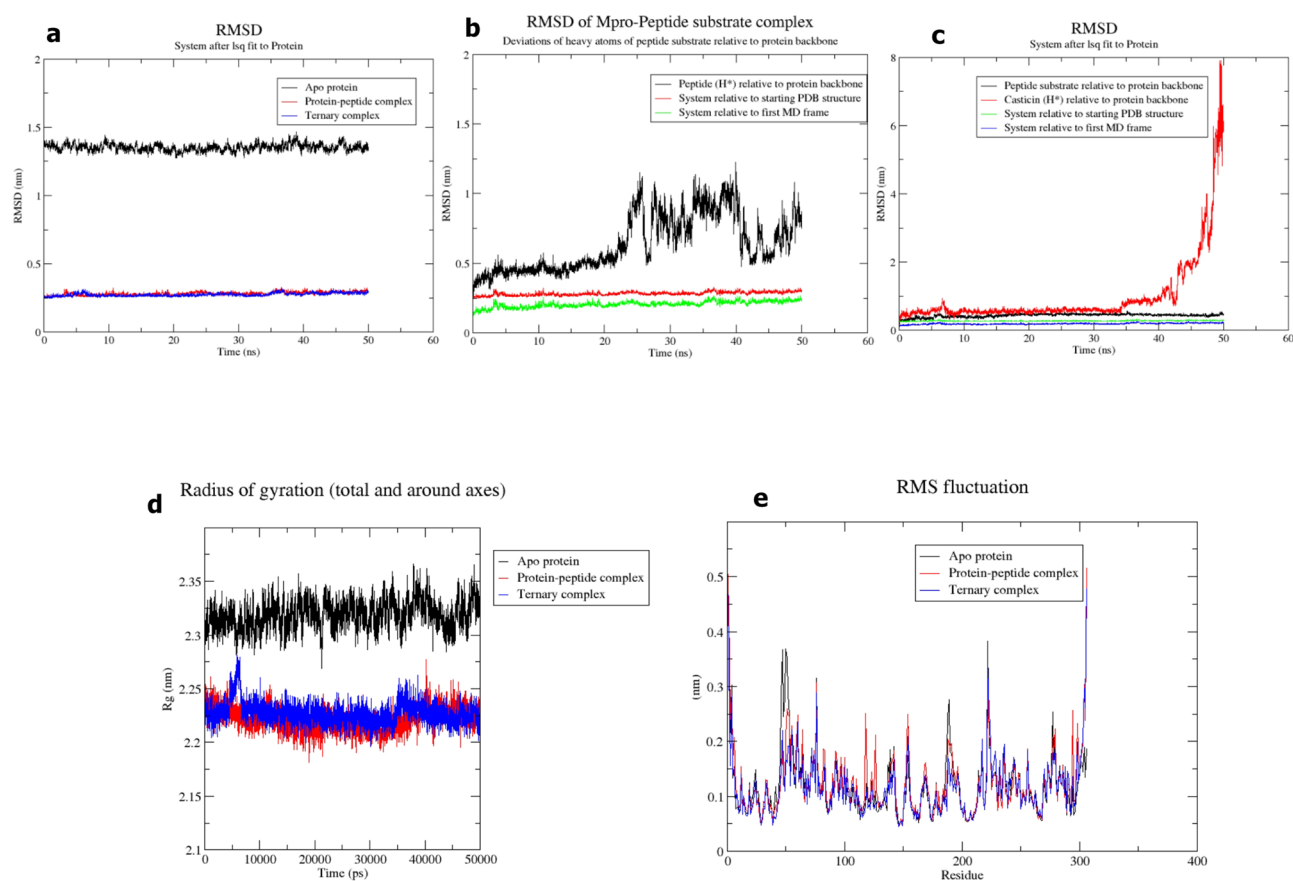 a
RMSD
System after lsq fit to Protein
Apo protein
Protein-peptide complex
Ternary complex
RMSD (nm)
2
1.5
1
0.5
0
0 10 20 30 40 50 60
Time (ns)
b
RMSD of Mpro-Peptide substrate complex
Deviations of heavy atoms of peptide substrate relative to protein backbone
Peptide (H*) relative to protein backbone
System relative to starting PDB structure
System relative to first MD frame
RMSD (nm)
2
1.5
1
0.5
0
0 10 20 30 40 50 60
Time (ns)
c
RMSD
System after lsq fit to Protein
Peptide substrate relative to protein backbone
Casticin (H*) relative to protein backbone
System relative to starting PDB structure
System relative to first MD frame
RMSD (nm)
8
6
4
2
0
0 10 20 30 40 50 60
Time (ns)
d
Radius of gyration (total and around axes)
Apo protein
Protein-peptide complex
Ternary complex
Rg (nm)
2.35
2.3
2.25
2.2
2.15
2.1
0 10000 20000 30000 40000 50000
Time (ps)
e
RMS fluctuation
Apo protein
Protein-peptide complex
Ternary complex
(nm)
0.5
0.4
0.3
0.2
0.1
0
0 100 200 300 400
Residue